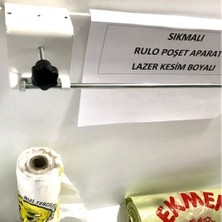 SIKMALI
RULO POŞET APARAT
LAZER KESİM BOYALI
EKMEK